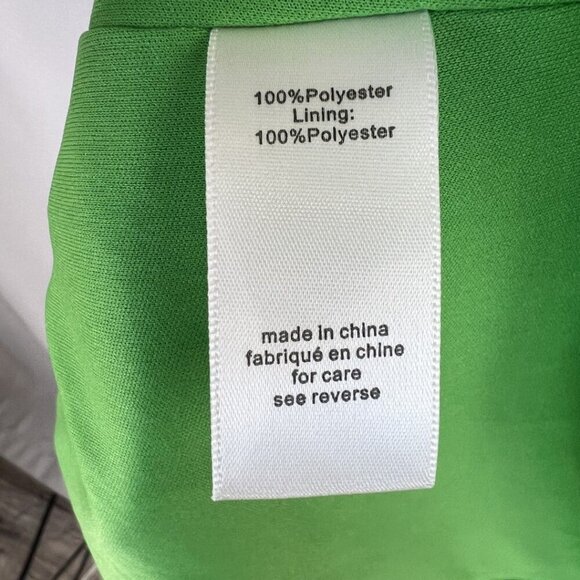 100%Polyester
Lining:
100%Polyester
made in china
fabriqué en chine
for care
see reverse